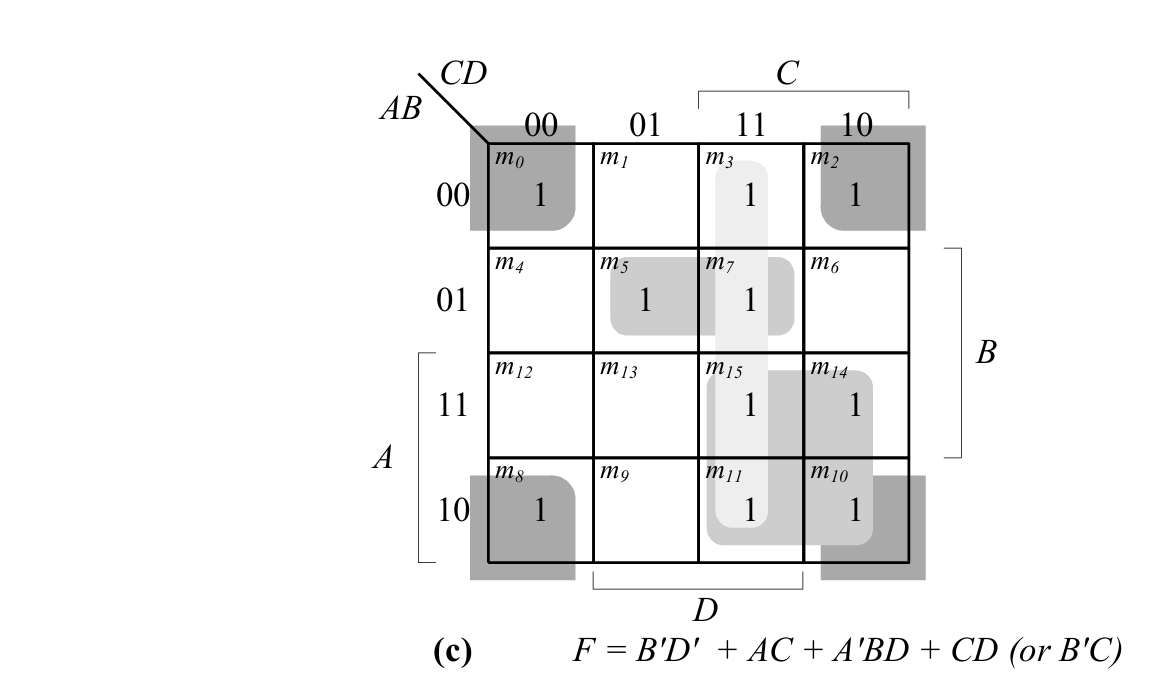 CD
C
AB
00 01 11 10
m0 m1 m3 m2
00 1 1 1
m4 m5 m7 m6
01 1 1
B
m12 m13 m15 m14
11 1 1
A
m8 m9 m11 m10
10 1 1 1
D
(c) F = B'D' + AC + A'BD + CD (or B'C)